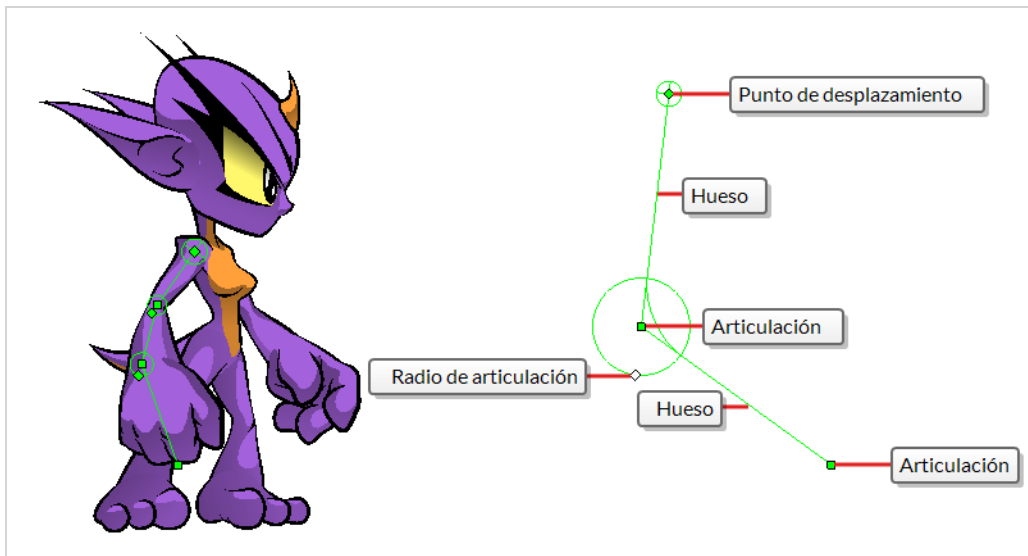 Punto de desplazamiento
Hueso
Articulación
Radio de articulación
Hueso
Articulación